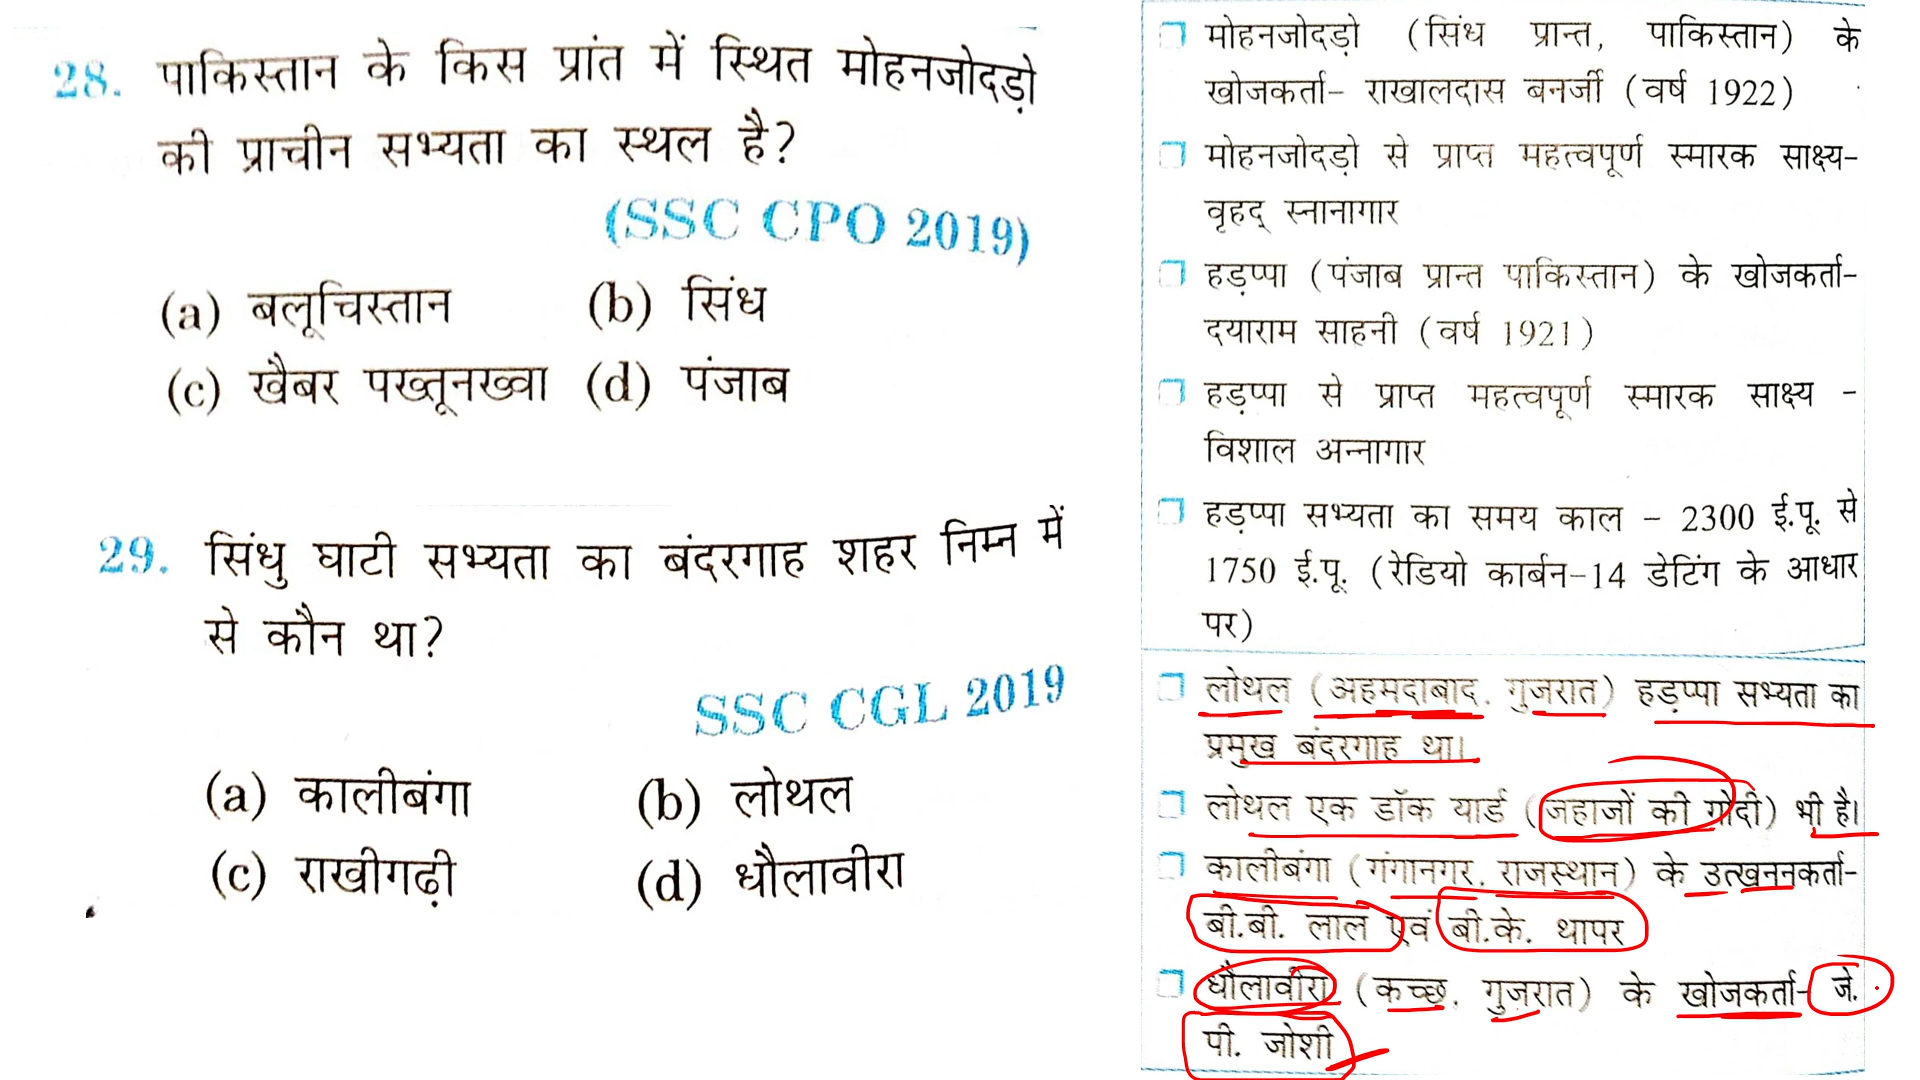 28. पाकिस्तान के किस प्रांत में स्थित मोहनजोदड़ो
की प्राचीन सभ्यता का स्थल है?
(SSC CPO 2019)
(a) बलूचिस्तान (b) सिंध
(c) खैबर पख्तूनख्वा (d) पंजाब
29. सिंधु घाटी सभ्यता का बंदरगाह शहर निम्न में
से कौन था?
SSC CGL 2019
(a) कालीबंगा (b) लोथल
(c) राखीगढ़ी (d) धौलावीरा
मोहनजोदड़ो (सिंध प्रान्त, पाकिस्तान) के
खोजकर्ता– राखालदास बनर्जी (वर्ष 1922)
मोहनजोदड़ो से प्राप्त महत्वपूर्ण स्मारक साक्ष्य–
वृहद् स्नानागार
हड़प्पा (पंजाब प्रान्त पाकिस्तान) के खोजकर्ता–
दयाराम साहनी (वर्ष 1921)
हड़प्पा से प्राप्त महत्वपूर्ण स्मारक साक्ष्य –
विशाल अन्नागार
हड़प्पा सभ्यता का समय काल – 2300 ई.पू. से
1750 ई.पू. (रेडियो कार्बन–14 डेटिंग के आधार
पर)
लोथल (अहमदाबाद, गुजरात) हड़प्पा सभ्यता का
प्रमुख बंदरगाह था।
लोथल एक डॉक यार्ड (जहाजों की गोदी) भी है।
कालीबंगा (गंगानगर, राजस्थान) के उत्खननकर्ता–
बी.बी. लाल एवं बी.के. थापर
धौलावीरा (कच्छ, गुजरात) के खोजकर्ता– जे.
पी. जोशी